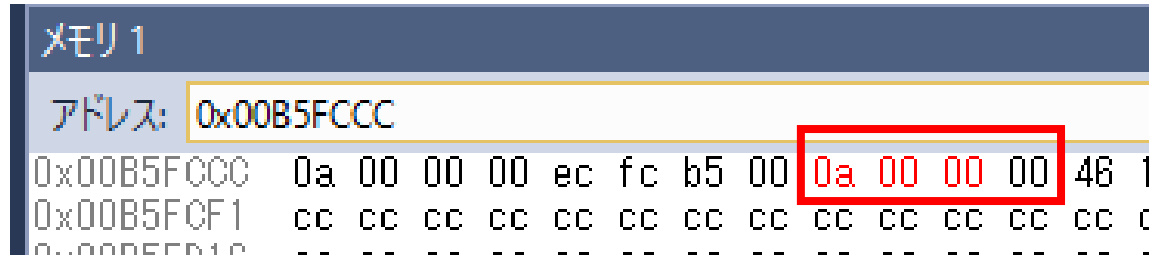 メモリ 1
アドレス: 0x00B5FCCC
0x00B5FCCC 0a 00 00 00 ec fc b5 00 0a 00 00 00 46
0x00B5FCF1 cc cc cc cc cc cc cc cc cc cc cc cc cc